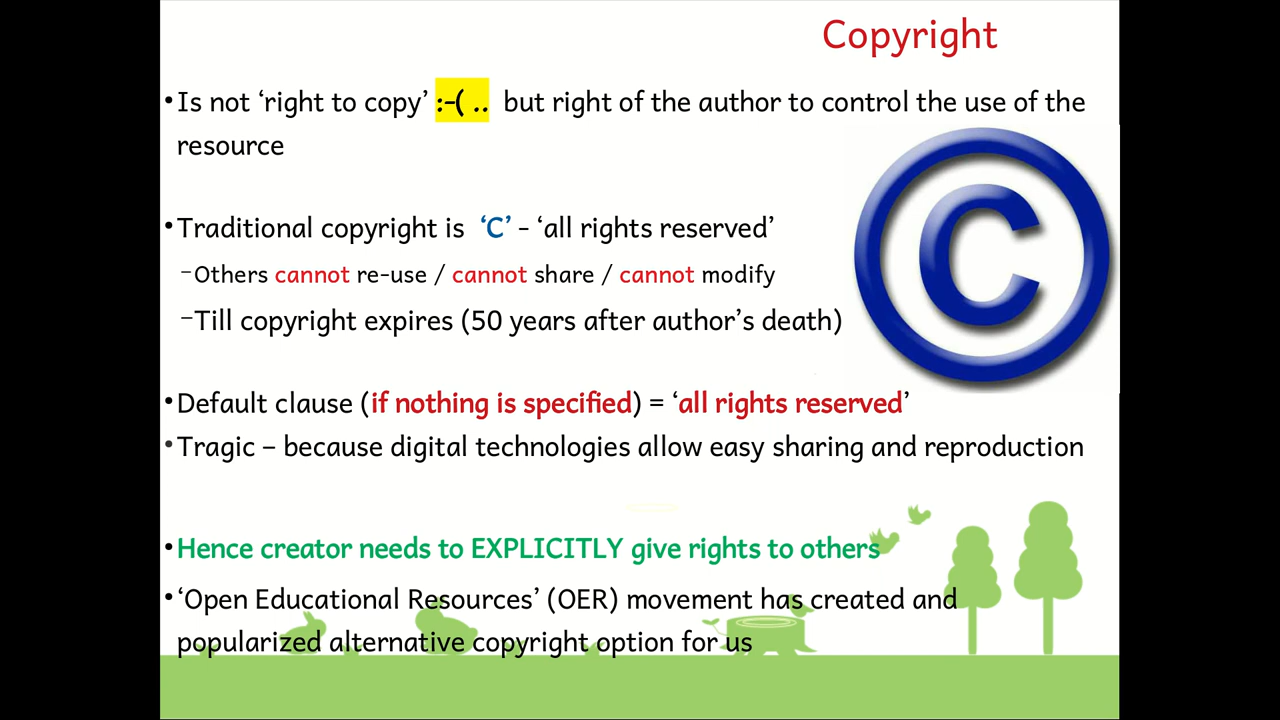 Copyright
•Is not ‘right to copy’ :-( .. but right of the author to control the use of the
resource
•Traditional copyright is ‘C’ - ‘all rights reserved’
–Others cannot re-use / cannot share / cannot modify
–Till copyright expires (50 years after author’s death)
•Default clause (if nothing is specified) = ‘all rights reserved’
•Tragic – because digital technologies allow easy sharing and reproduction
•Hence creator needs to EXPLICITLY give rights to others
•‘Open Educational Resources’ (OER) movement has created and
popularized alternative copyright option for us